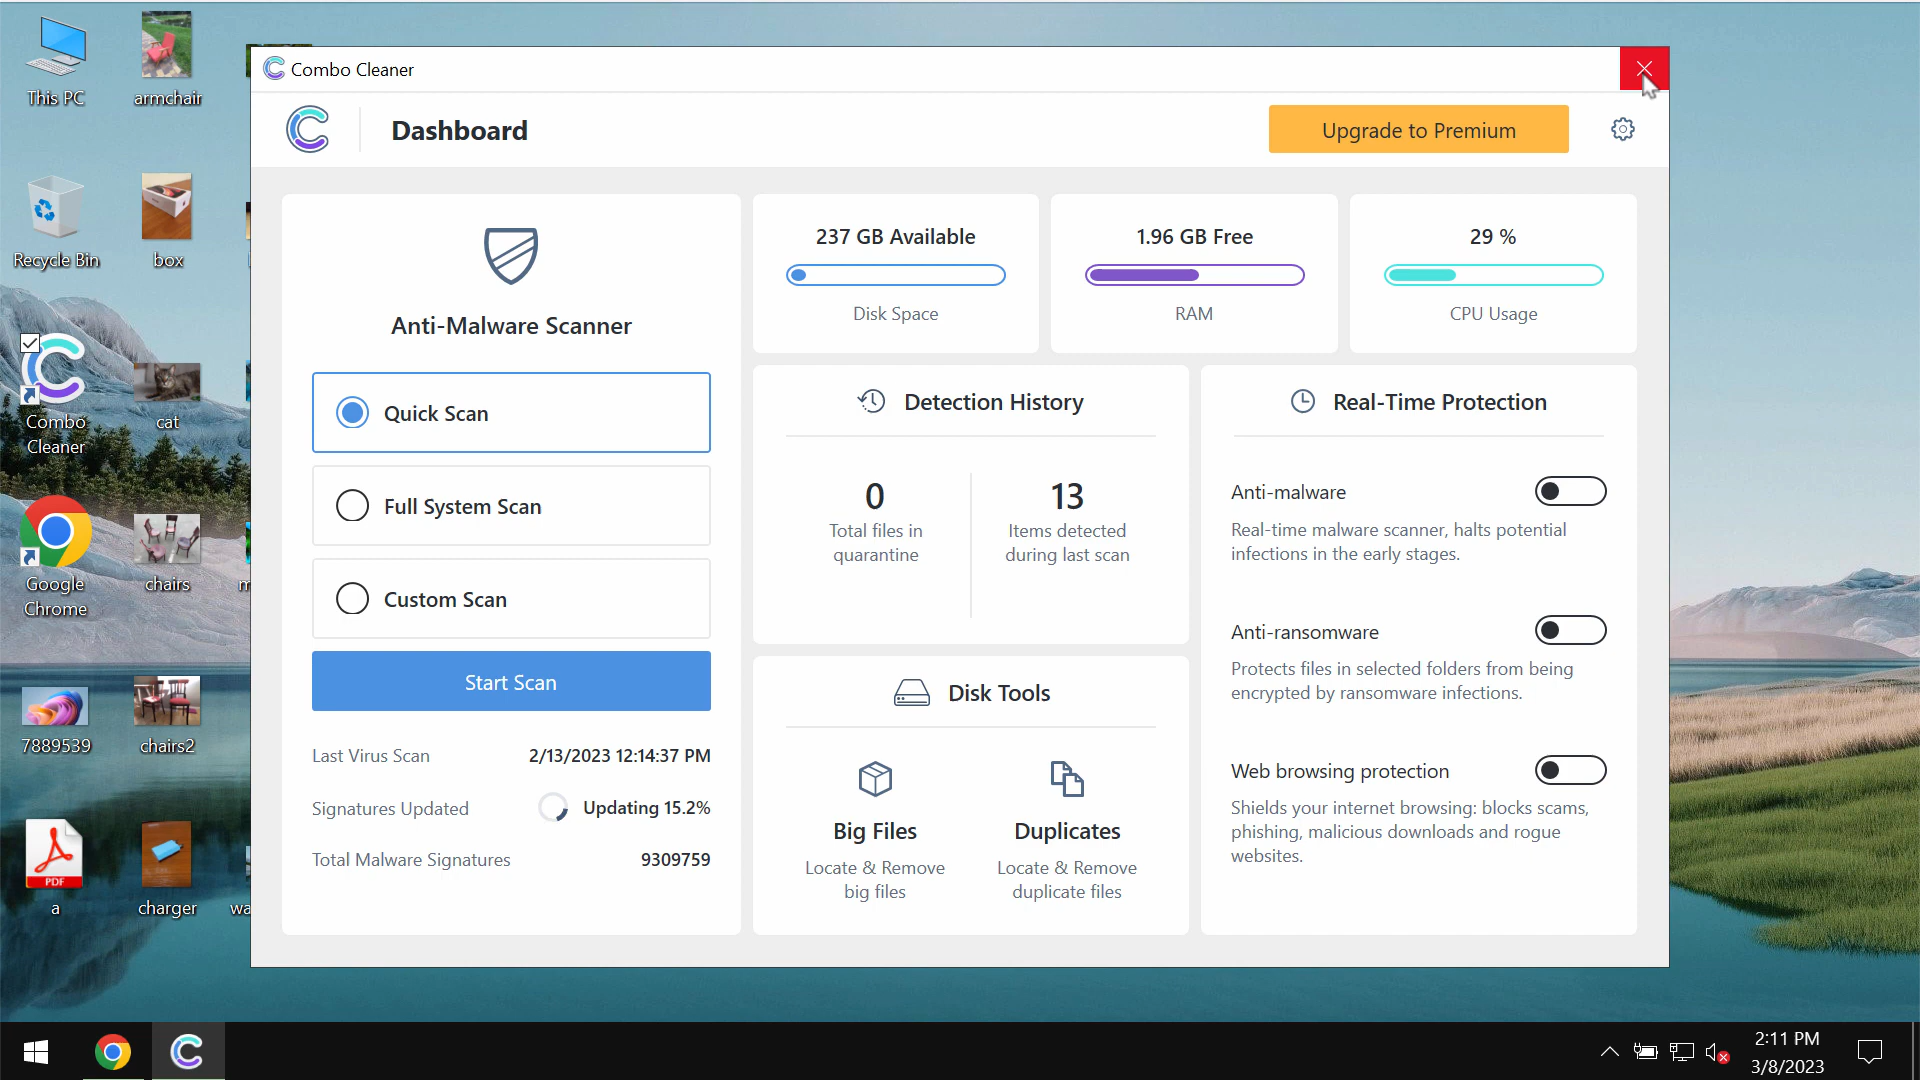 This PC
armchair
Recycle Bin
box
Combo
Cleaner
cat
Google
Chrome
chairs
7889539
chairs2
PDF
a
charger
Combo Cleaner
Dashboard
Upgrade to Premium
Anti-Malware Scanner
Quick Scan
Full System Scan
Custom Scan
Start Scan
Last Virus Scan 2/13/2023 12:14:37 PM
Signatures Updated Updating 15.2%
Total Malware Signatures 9309759
237 GB Available
Disk Space
1.96 GB Free
RAM
29 %
CPU Usage
Detection History
0
Total files in
quarantine
13
Items detected
during last scan
Disk Tools
Big Files
Locate & Remove
big files
Duplicates
Locate & Remove
duplicate files
Real-Time Protection
Anti-malware
Real-time malware scanner, halts potential
infections in the early stages.
Anti-ransomware
Protects files in selected folders from being
encrypted by ransomware infections.
Web browsing protection
Shields your internet browsing: blocks scams,
phishing, malicious downloads and rogue
websites.
2:11 PM
3/8/2023